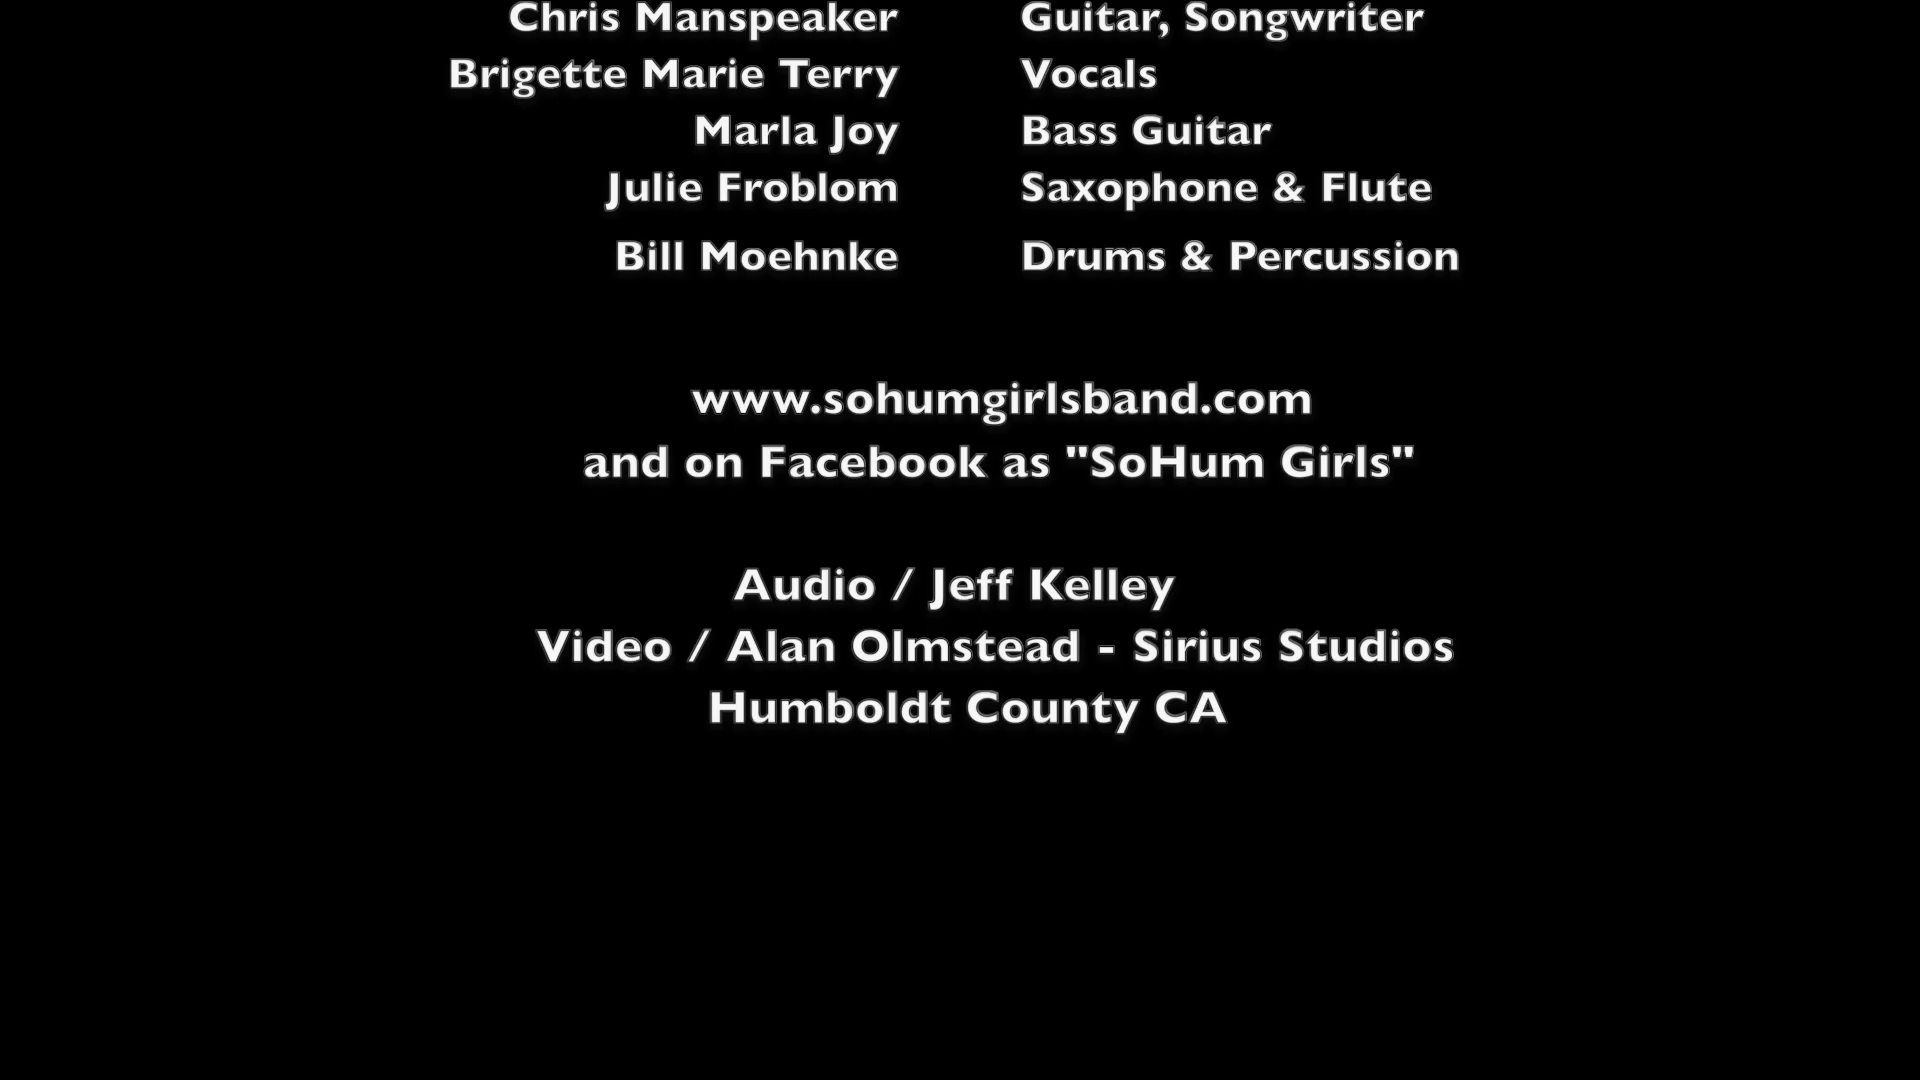 Chris Manspeaker Guitar, Songwriter
Brigette Marie Terry Vocals
Marla Joy Bass Guitar
Julie Froblom Saxophone & Flute
Bill Moehnke Drums & Percussion
www.sohumgirlsband.com
and on Facebook as "SoHum Girls"
Audio / Jeff Kelley
Video / Alan Olmstead - Sirius Studios
Humboldt County CA